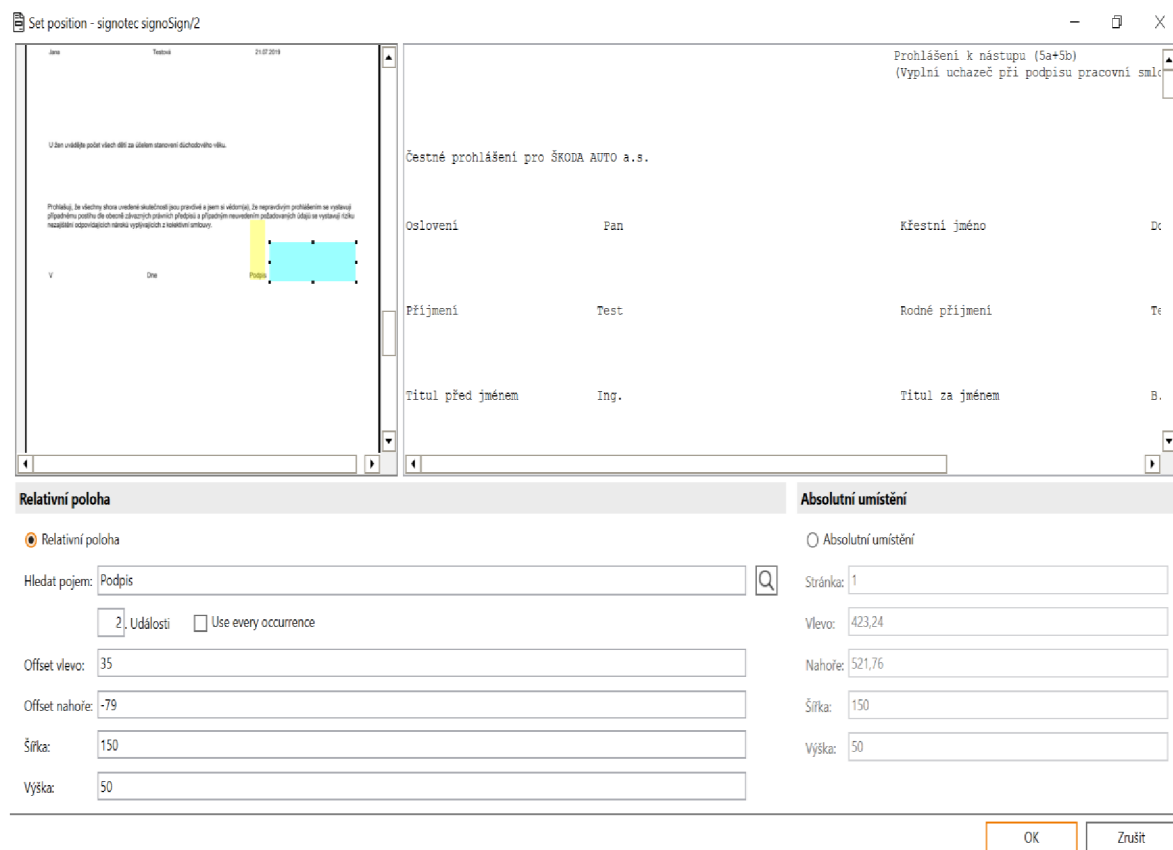 Set position - signotec signoSign/2
Jana Testová 21.07.2019
U žen uvádějte počet všech dětí za účelem stanovení důchodového věku.
Prohlašuji, že všechny shora uvedené skutečnosti jsou pravdivé a jsem si vědom(a), že nepravdivým prohlášením se vystavuji
případnému postihu dle obecně závazných právních předpisů a případným neuvedením požadovaných údajů se vystavuji riziku
nezajištění odpovídajících nároků vyplývajících z kolektivní smlouvy.
V Dne Podpis
Prohlášení k nástupu (5a+5b)
(Vyplní uchazeč při podpisu pracovní smlo
Čestné prohlášení pro ŠKODA AUTO a.s.
Oslovení Pan Křestní jméno Do
Příjmení Test Rodné příjmení Te
Titul před jménem Ing. Titul za jménem B.
Relativní poloha
Relativní poloha
Hledat pojem: Podpis
2. Události Use every occurrence
Offset vlevo: 35
Offset nahoře: -79
Šířka: 150
Výška: 50
Absolutní umístění
Absolutní umístění
Stránka: 1
Vlevo: 423,24
Nahoře: 521,76
Šířka: 150
Výška: 50
OK Zrušit